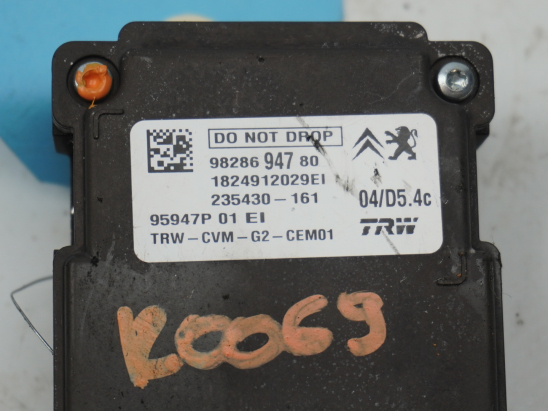 DO NOT DROP
98286 947 80
1824912029EI
235430-161 04/D5.4c
95947P 01 EI TRW
TRW-CVM-G2-CEM01
K0069